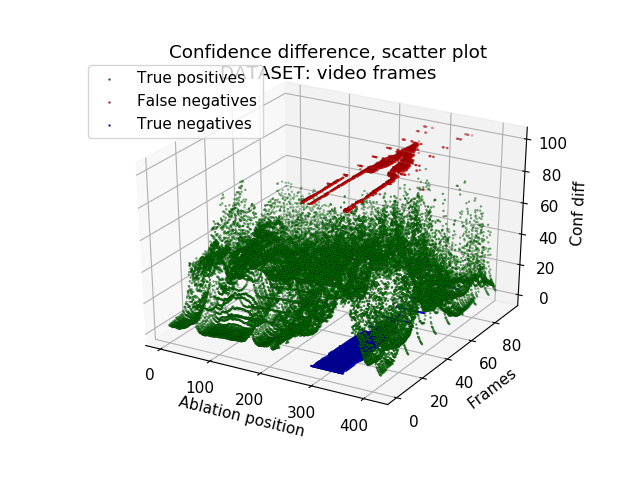 Confidence difference, scatter plot
DATASET: video frames
True positives
False negatives
True negatives
100
80
60
40
20
0
Conf diff
80
60
40
20
0
Frames
0
100
200
300
400
Ablation position